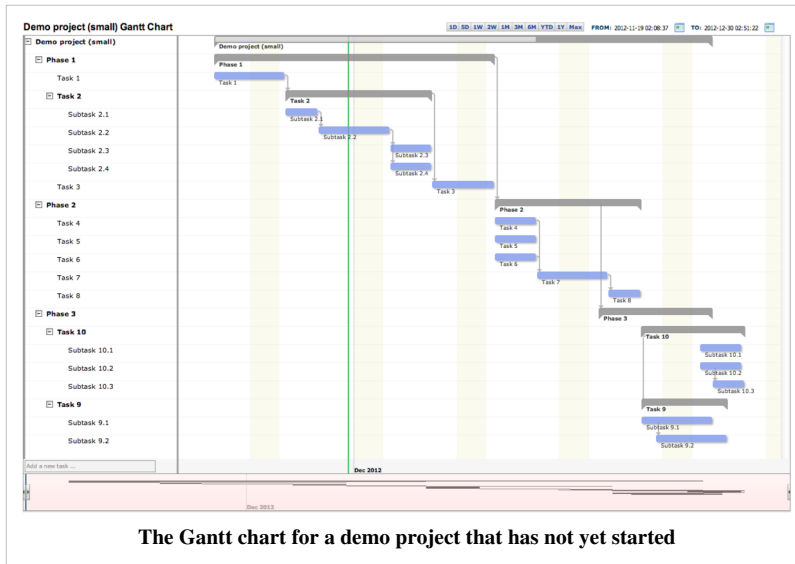 Demo project (small) Gantt Chart
1D 5D 1W 2W 1M 3M 6M YTD 1Y Max FROM: 2012-11-19 02:08:37 TO: 2012-12-30 02:51:22
Demo project (small)
Demo project (small)
Phase 1
Phase 1
Task 1
Task 1
Task 2
Task 2
Subtask 2.1
Subtask 2.1
Subtask 2.2
Subtask 2.2
Subtask 2.3
Subtask 2.3
Subtask 2.4
Subtask 2.4
Task 3
Task 3
Phase 2
Phase 2
Task 4
Task 4
Task 5
Task 5
Task 6
Task 6
Task 7
Task 7
Task 8
Task 8
Phase 3
Phase 3
Task 10
Task 10
Subtask 10.1
Subtask 10.1
Subtask 10.2
Subtask 10.2
Subtask 10.3
Subtask 10.3
Task 9
Task 9
Subtask 9.1
Subtask 9.1
Subtask 9.2
Subtask 9.2
Add a new task ...
Dec 2012
Dec 2012
The Gantt chart for a demo project that has not yet started